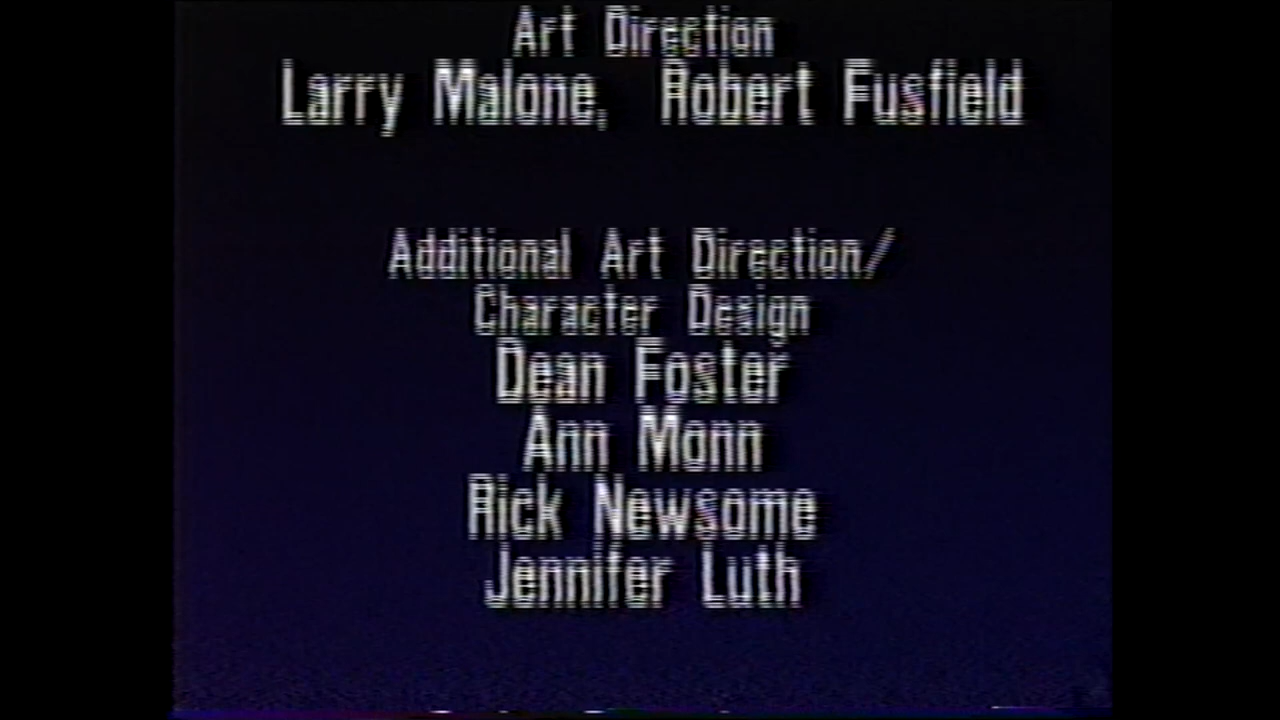 Art Direction
Larry Malone, Robert Fusfield
Additional Art Direction/
Character Design
Dean Foster
Ann Monn
Rick Newsome
Jennifer Luth